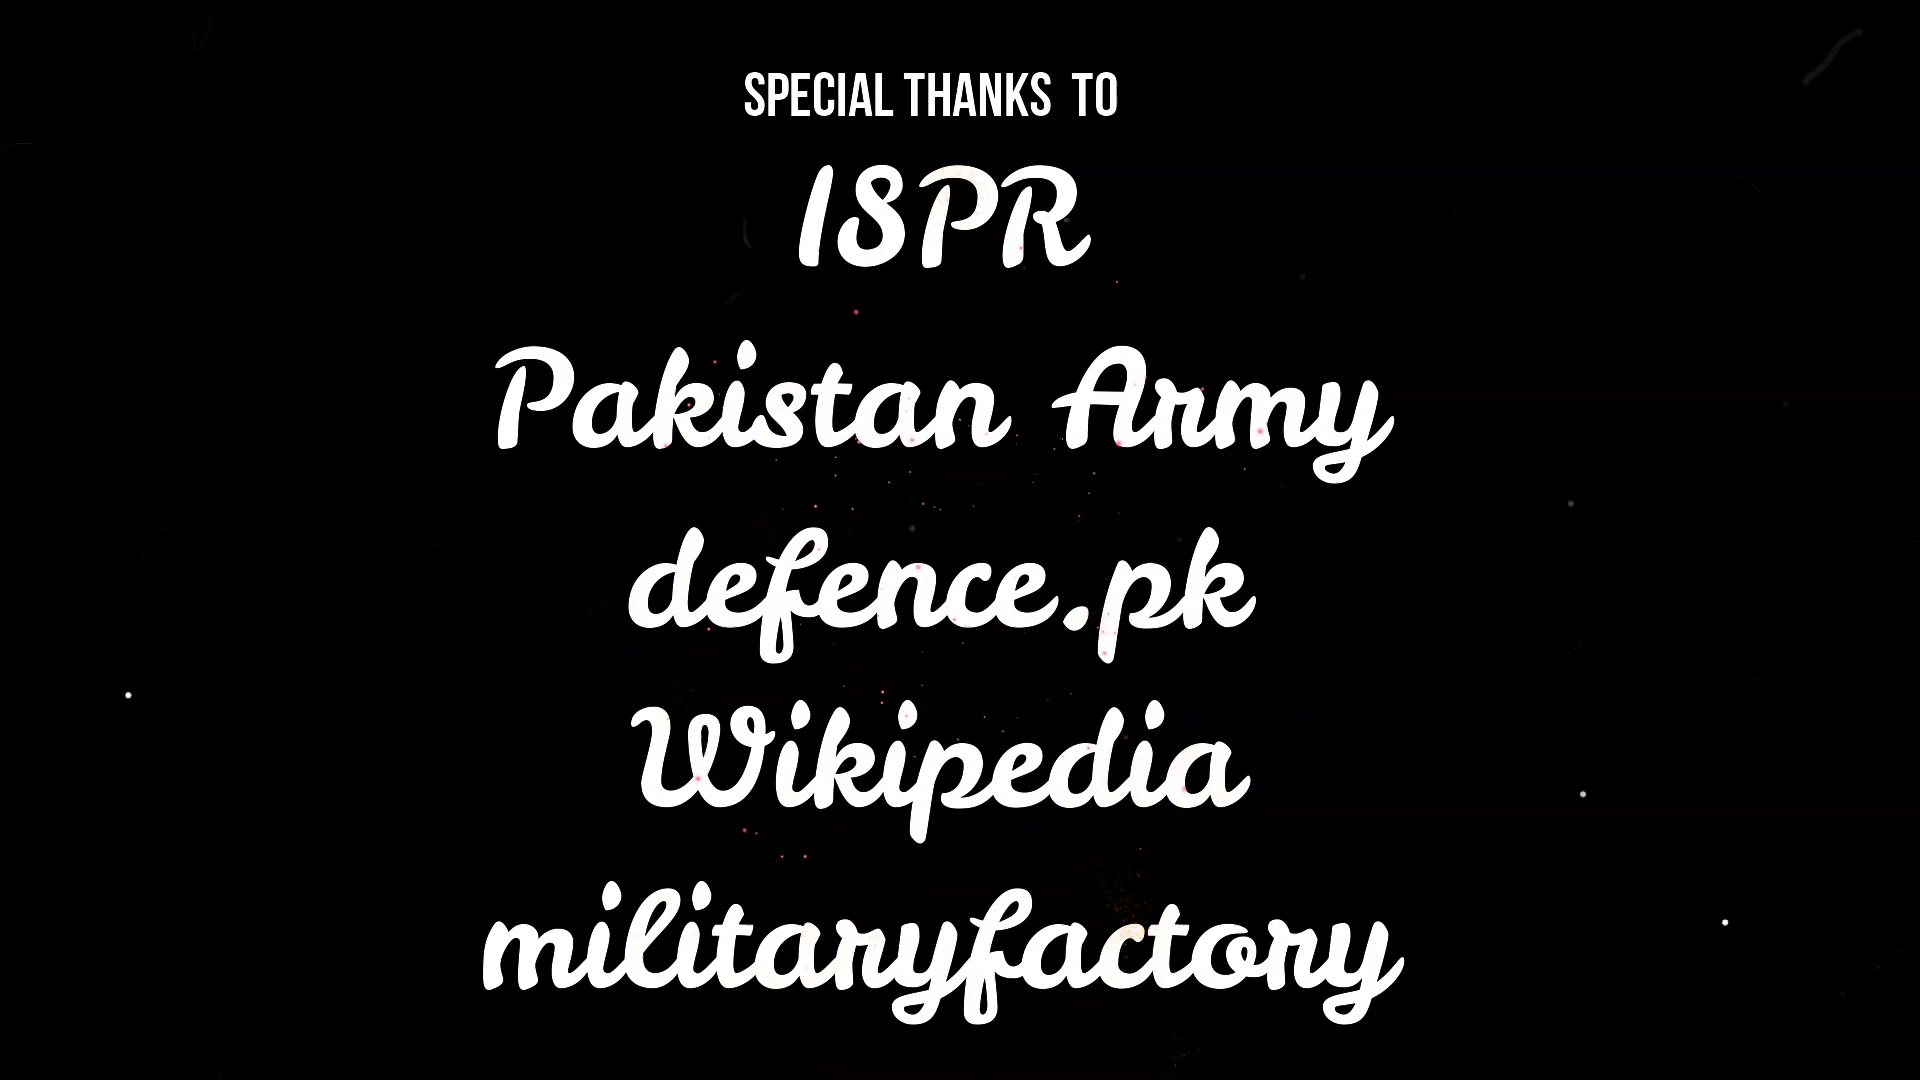 SPECIAL THANKS TO
ISPR
Pakistan Army
defence.pk
Wikipedia
militaryfactory